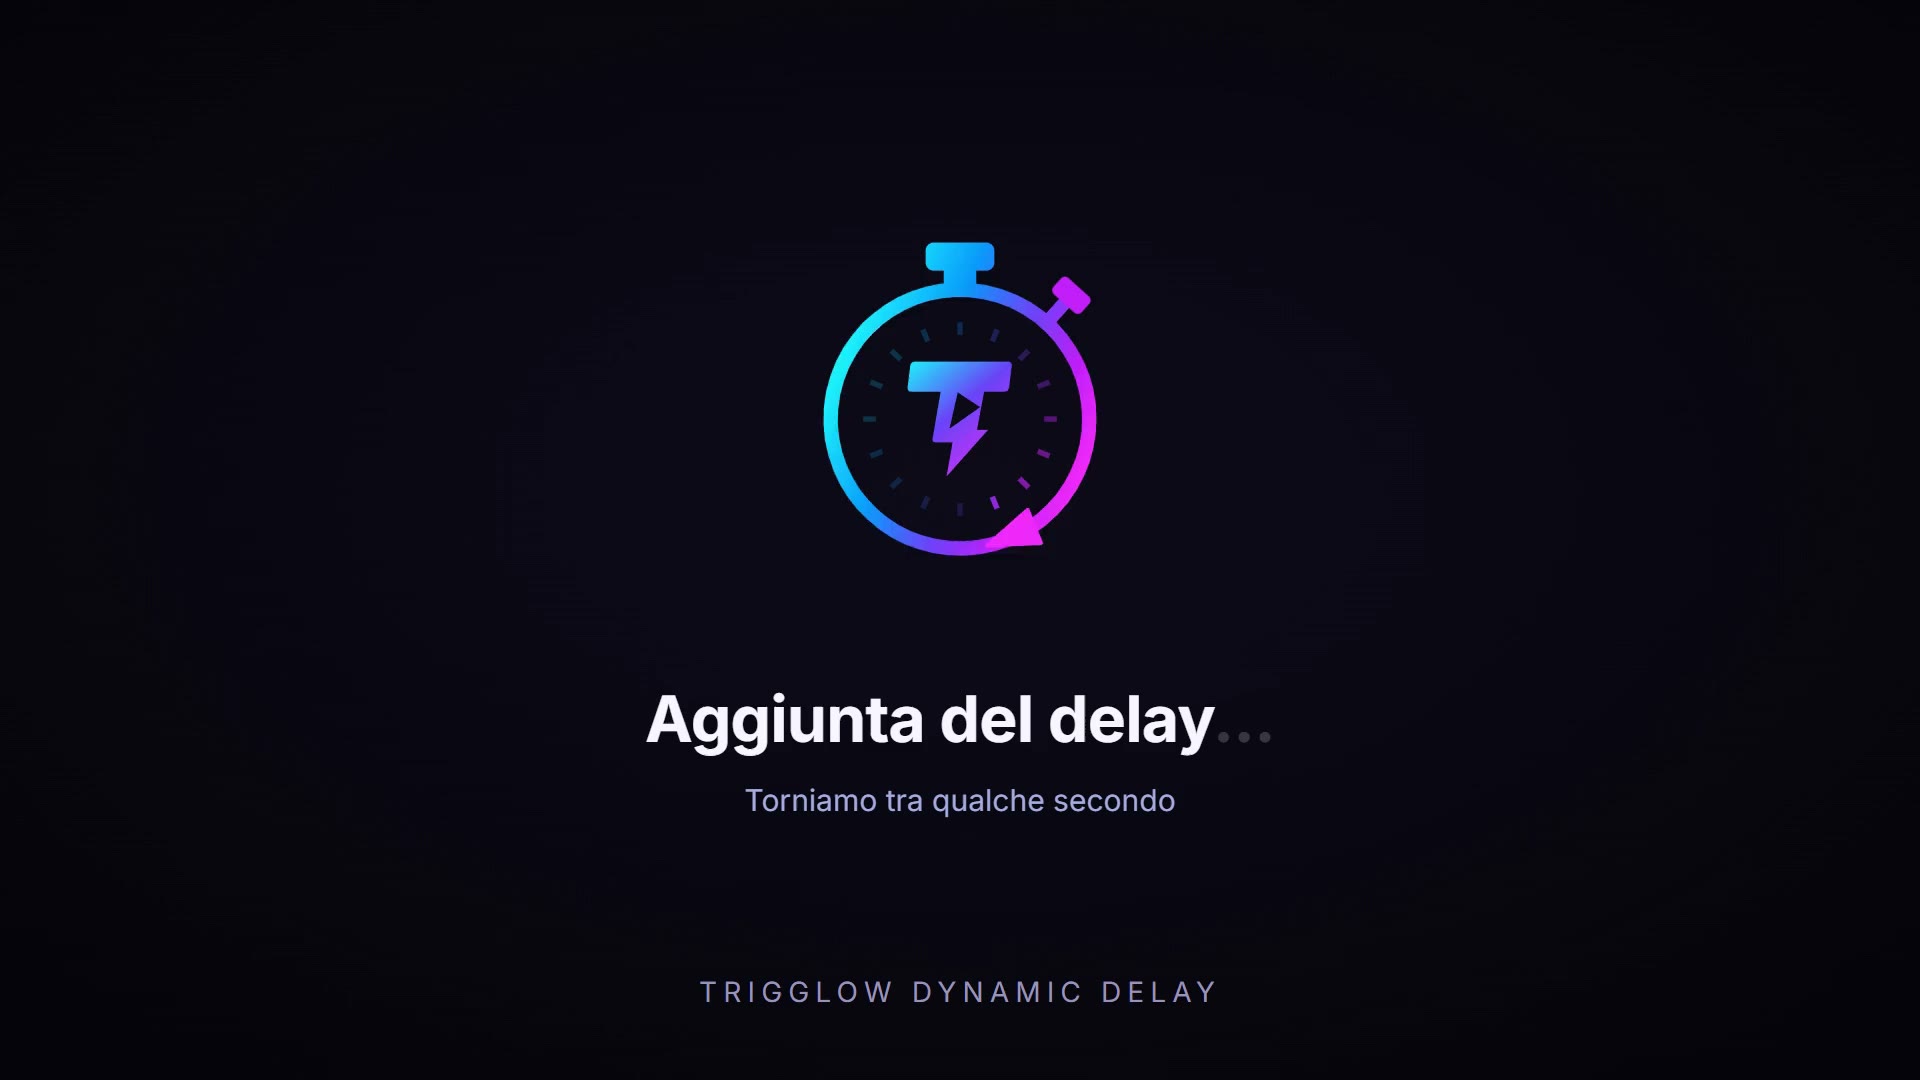 Aggiunta del delay...
Torniamo tra qualche secondo
TRIGGLOW DYNAMIC DELAY